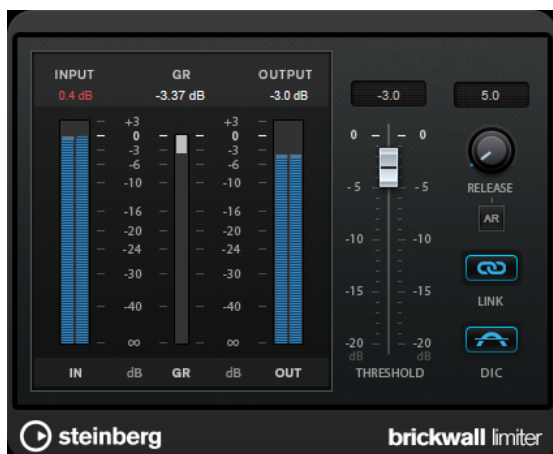 INPUT GR OUTPUT
0.4 dB -3.37 dB -3.0 dB
-3.0 5.0
+3 +3
0 0 0 0
-3 -3
-6 -6
-10 -10
-5 -5
RELEASE
AR
-16 -16
-20 -20
-24 -24
-10 -10
-30 -30
-15 -15
LINK
-40 -40
∞ ∞
-20 -20
dB dB
IN dB GR dB OUT
THRESHOLD DIC
steinberg brickwall limiter